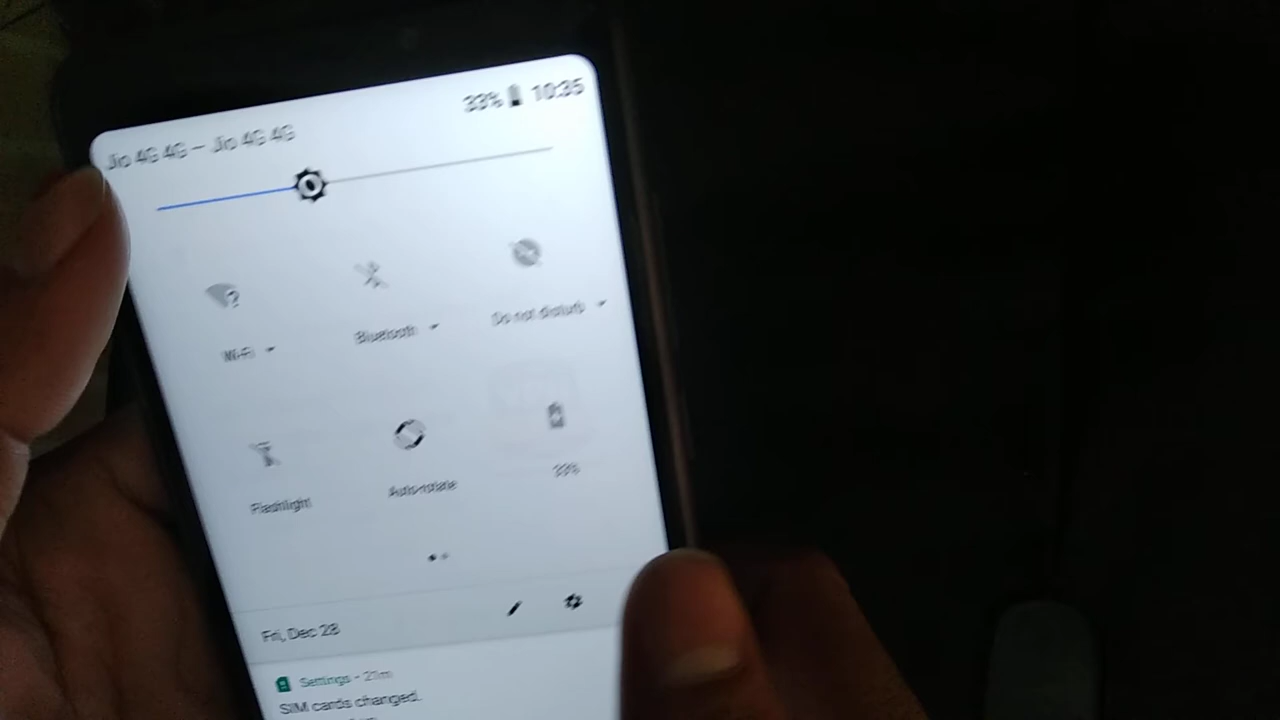 33% 10:35
Jio 4G 4G — Jio 4G 4G
Wi-Fi
Bluetooth
Do not disturb
Flashlight
Auto-rotate
33%
Fri, Dec 28
Settings • 21m
SIM cards changed.